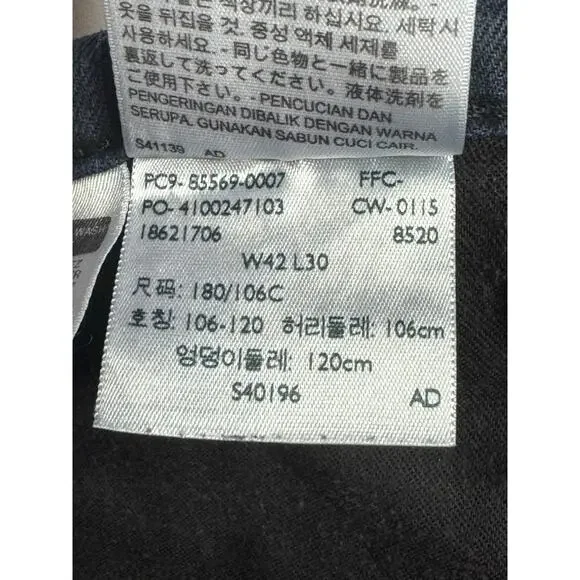 옷을 뒤집을 것. 중성 액체 세제를
사용하세요. - 同じ色物と一緒に製品を
裏返して洗ってください。液体洗剤を
ご使用下さい。- PENCUCIAN DAN
PENGERINGAN DIBALIK DENGAN WARNA
SERUPA. GUNAKAN SABUN CUCI CAIR.
S41139 AD
WASH
PC9- 85569-0007 FFC-
PO- 4100247103 CW- 0115
18621706 8520
W42 L30
尺码: 180/106C
호칭: 106-120 허리둘레: 106cm
엉덩이둘레: 120cm
S40196 AD